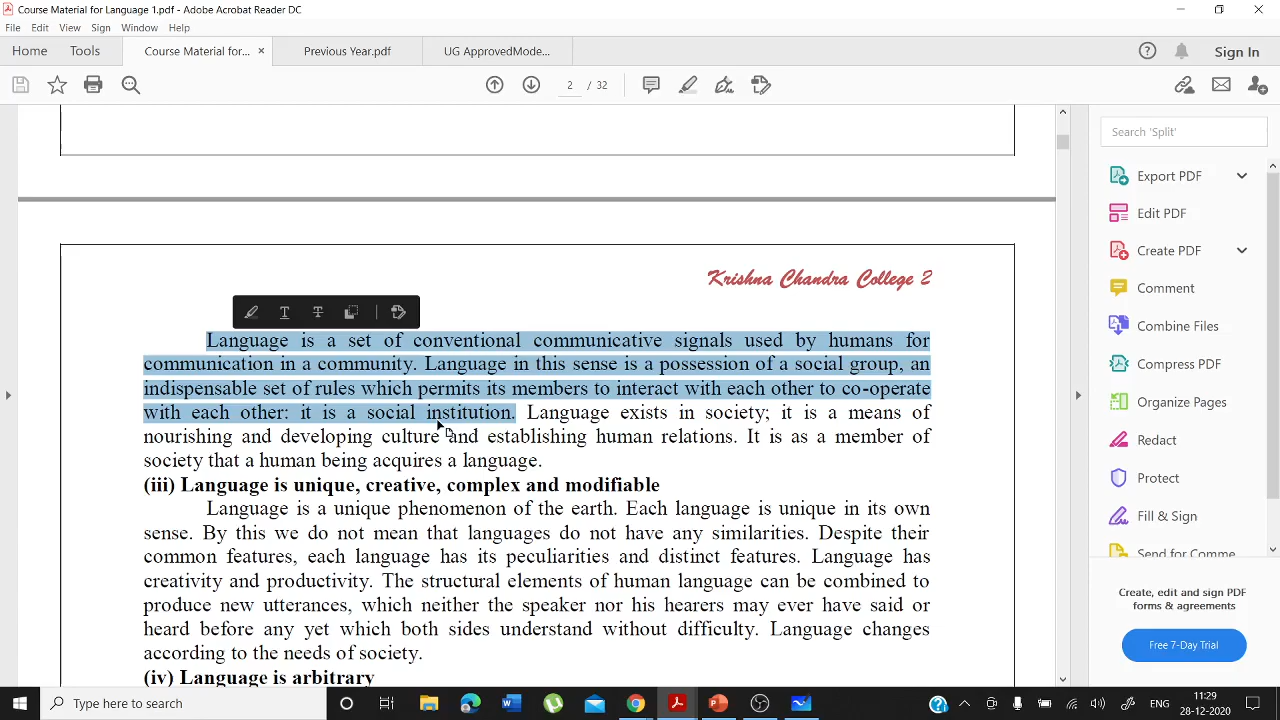 Course Material for Language 1.pdf - Adobe Acrobat Reader DC
File Edit View Sign Window Help
Home Tools Course Material for... × Previous Year.pdf UG ApprovedMode... Sign In
2 / 32
Search 'Split'
Export PDF
Edit PDF
Create PDF
Comment
Combine Files
Compress PDF
Organize Pages
Redact
Protect
Fill & Sign
Send for Comme
Create, edit and sign PDF
forms & agreements
Free 7-Day Trial
Krishna Chandra College 2
Language is a set of conventional communicative signals used by humans for
communication in a community. Language in this sense is a possession of a social group, an
indispensable set of rules which permits its members to interact with each other to co-operate
with each other: it is a social institution. Language exists in society; it is a means of
nourishing and developing culture and establishing human relations. It is as a member of
society that a human being acquires a language.
(iii) Language is unique, creative, complex and modifiable
Language is a unique phenomenon of the earth. Each language is unique in its own
sense. By this we do not mean that languages do not have any similarities. Despite their
common features, each language has its peculiarities and distinct features. Language has
creativity and productivity. The structural elements of human language can be combined to
produce new utterances, which neither the speaker nor his hearers may ever have said or
heard before any yet which both sides understand without difficulty. Language changes
according to the needs of society.
(iv) Language is arbitrary
Type here to search
ENG
11:29
28-12-2020